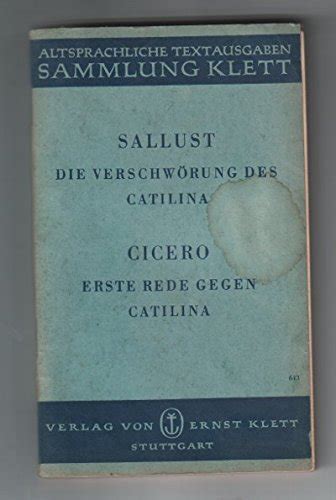 ALTSPRACHLICHE TEXTAUSGABEN
SAMMLUNG KLETT
SALLUST
DIE VERSCHWÖRUNG DES
CATILINA
CICERO
ERSTE REDE GEGEN
CATILINA
643
VERLAG VON ERNST KLETT
STUTTGART